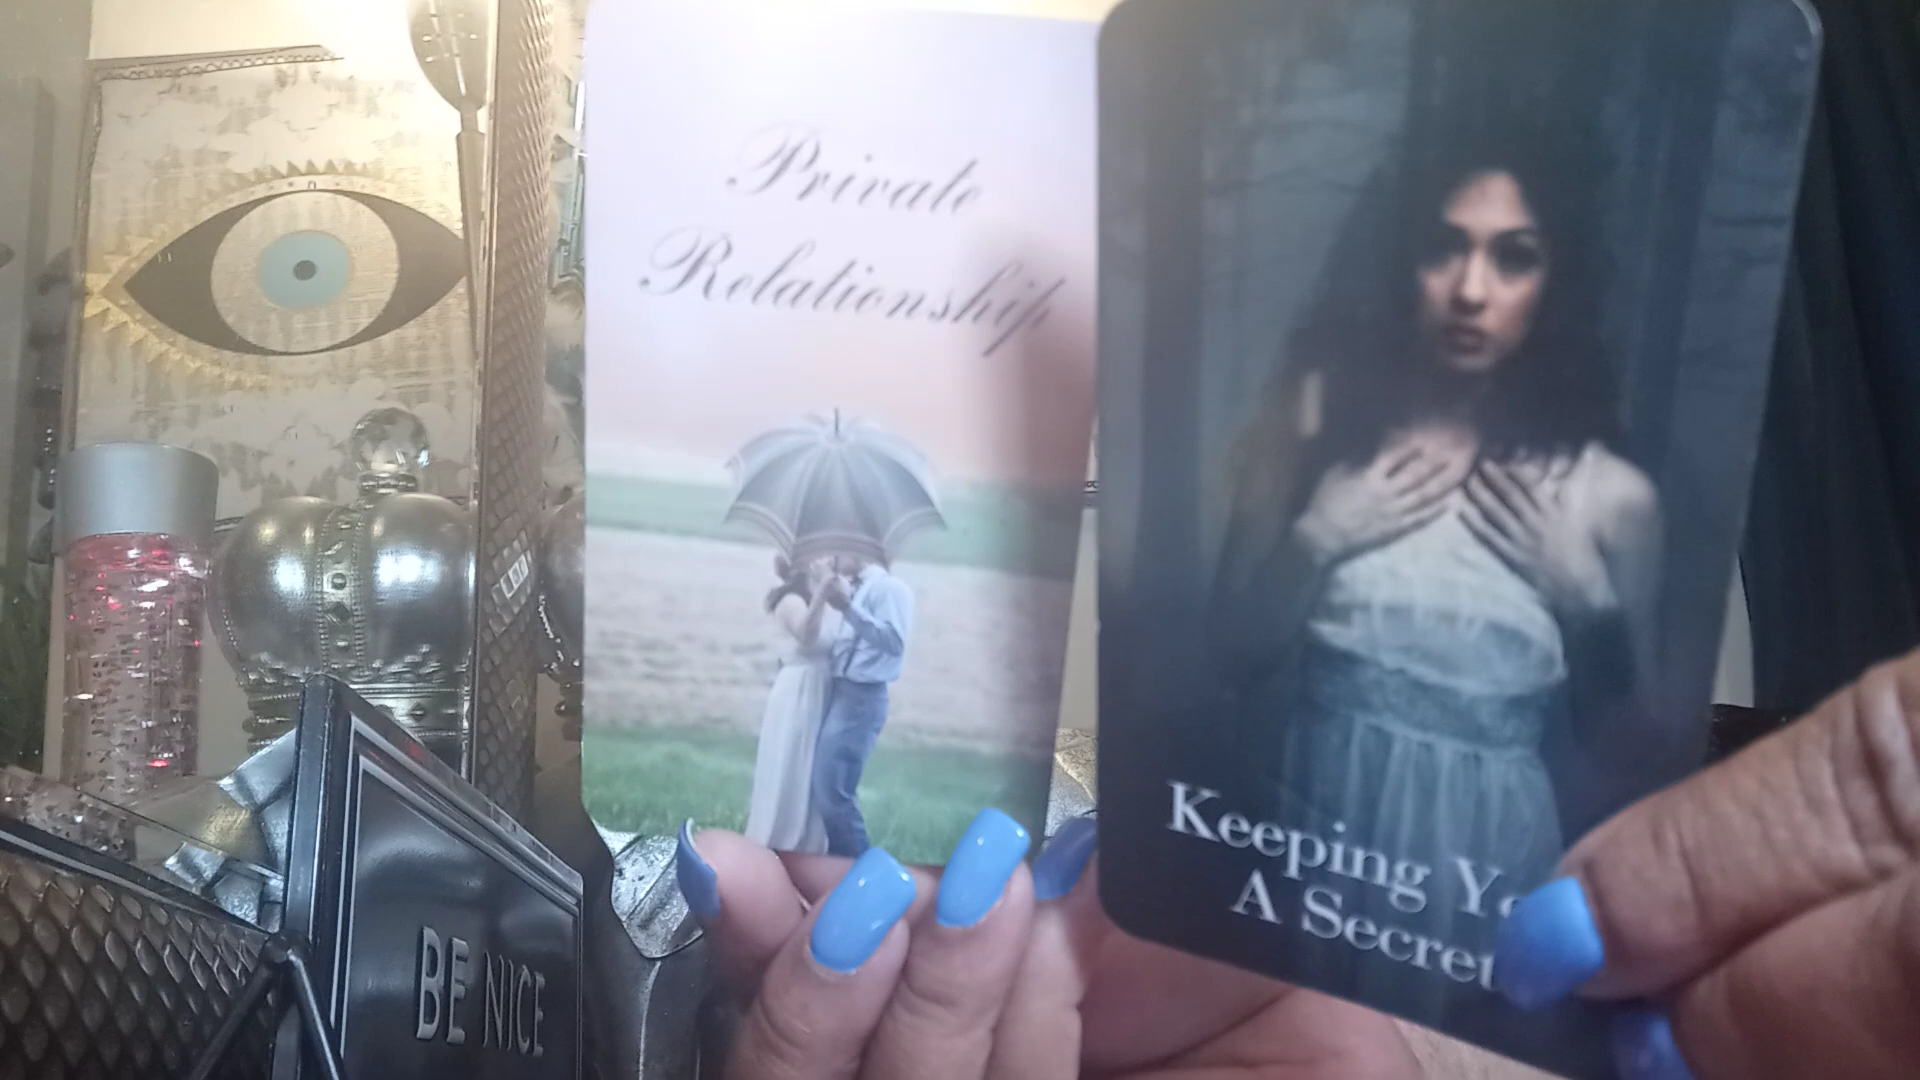 Private
Relationship
Keeping
A Secret
BE NICE